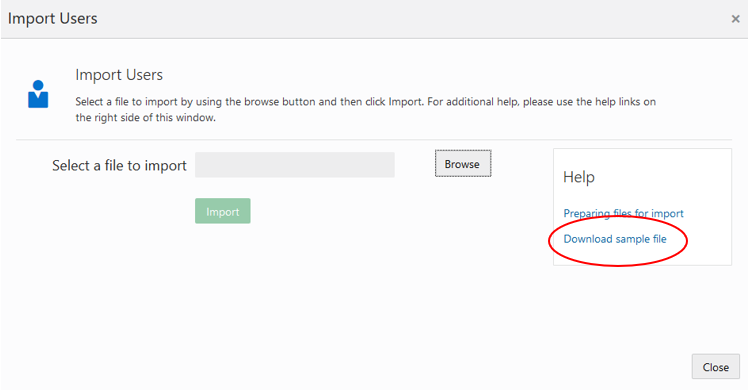 Import Users
×
Import Users
Select a file to import by using the browse button and then click Import. For additional help, please use the help links on
the right side of this window.
Select a file to import
Browse
Import
Help
Preparing files for import
Download sample file
Close